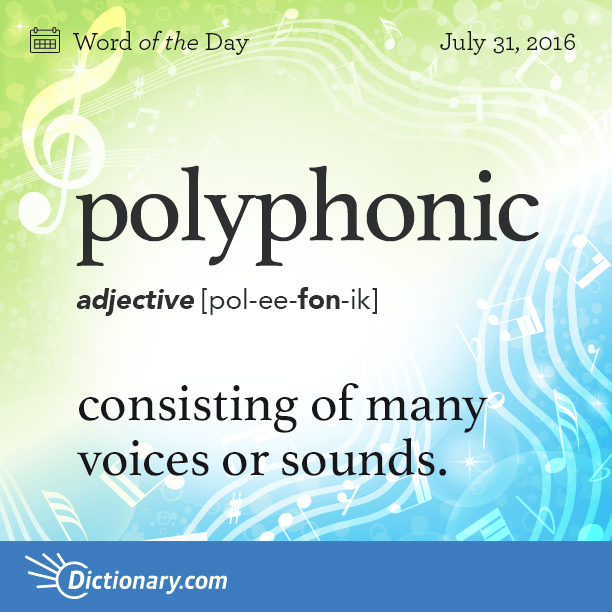 Word of the Day
July 31, 2016
polyphonic
adjective [pol-ee-fon-ik]
consisting of many
voices or sounds.
Dictionary.com